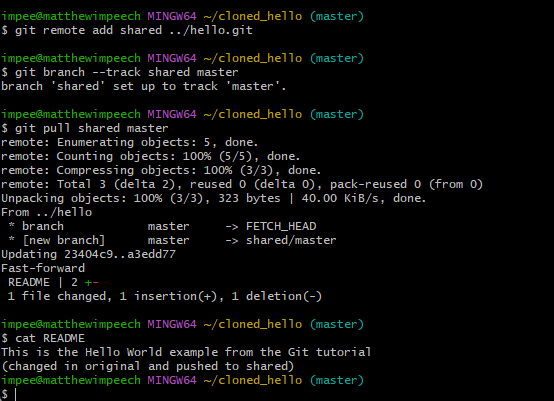 impee@matthewimpeech MINGW64 ~/cloned_hello (master)
$ git remote add shared ../hello.git
impee@matthewimpeech MINGW64 ~/cloned_hello (master)
$ git branch --track shared master
branch 'shared' set up to track 'master'.
impee@matthewimpeech MINGW64 ~/cloned_hello (master)
$ git pull shared master
remote: Enumerating objects: 5, done.
remote: Counting objects: 100% (5/5), done.
remote: Compressing objects: 100% (3/3), done.
remote: Total 3 (delta 2), reused 0 (delta 0), pack-reused 0 (from 0)
Unpacking objects: 100% (3/3), 323 bytes | 40.00 KiB/s, done.
From ../hello
 * branch            master     -> FETCH_HEAD
 * [new branch]      master     -> shared/master
Updating 23404c9..a3edd77
Fast-forward
 README | 2 +-
 1 file changed, 1 insertion(+), 1 deletion(-)
impee@matthewimpeech MINGW64 ~/cloned_hello (master)
$ cat README
This is the Hello World example from the Git tutorial
(changed in original and pushed to shared)
impee@matthewimpeech MINGW64 ~/cloned_hello (master)
$